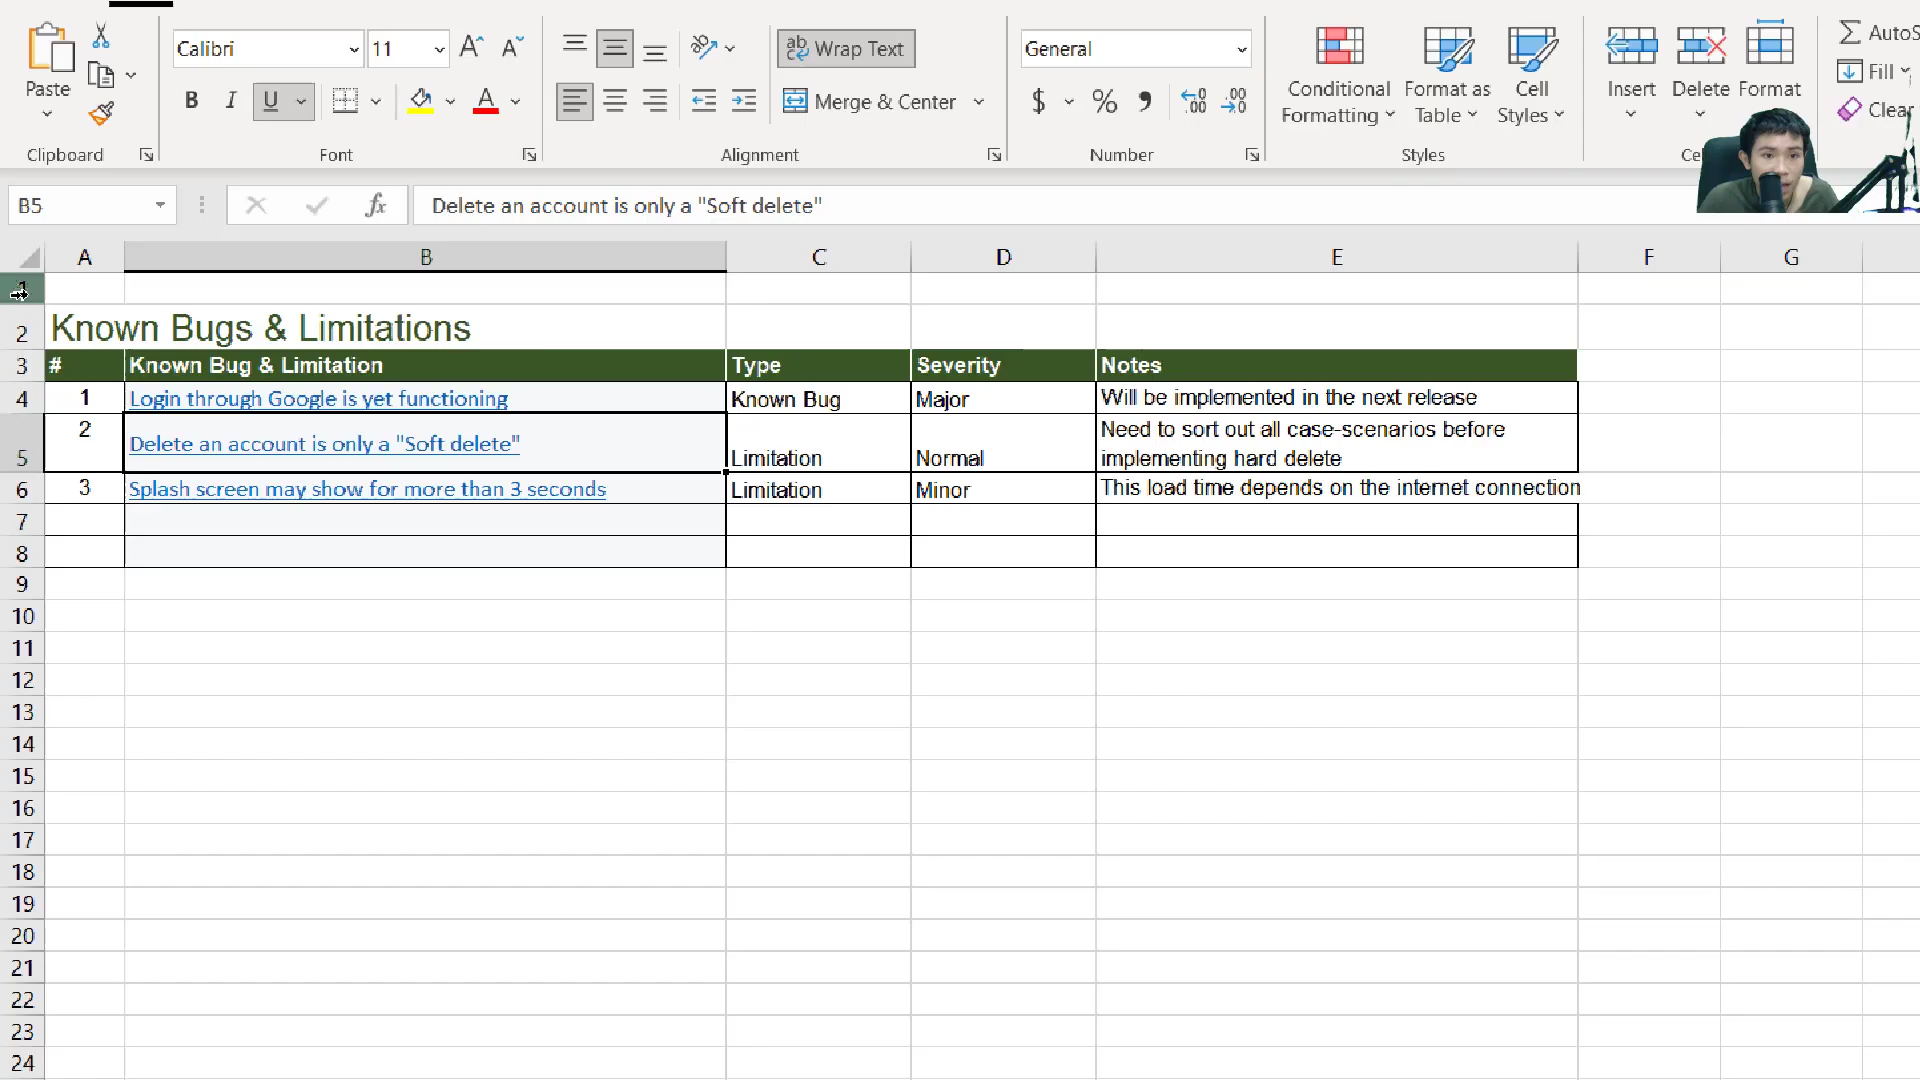 Calibri 11 Wrap Text General AutoS
Paste B I U Merge & Center $ % Conditional Formatting Format as Table Cell Styles Insert Delete Format Fill
Clear
Clipboard Font Alignment Number Styles Ce
B5 fx Delete an account is only a "Soft delete"
A B C D E F G
1
2 Known Bugs & Limitations
3 # Known Bug & Limitation Type Severity Notes
4 1 Login through Google is yet functioning Known Bug Major Will be implemented in the next release
5 2 Delete an account is only a "Soft delete" Limitation Normal Need to sort out all case-scenarios before
implementing hard delete
6 3 Splash screen may show for more than 3 seconds Limitation Minor This load time depends on the internet connection
7
8
9
10
11
12
13
14
15
16
17
18
19
20
21
22
23
24